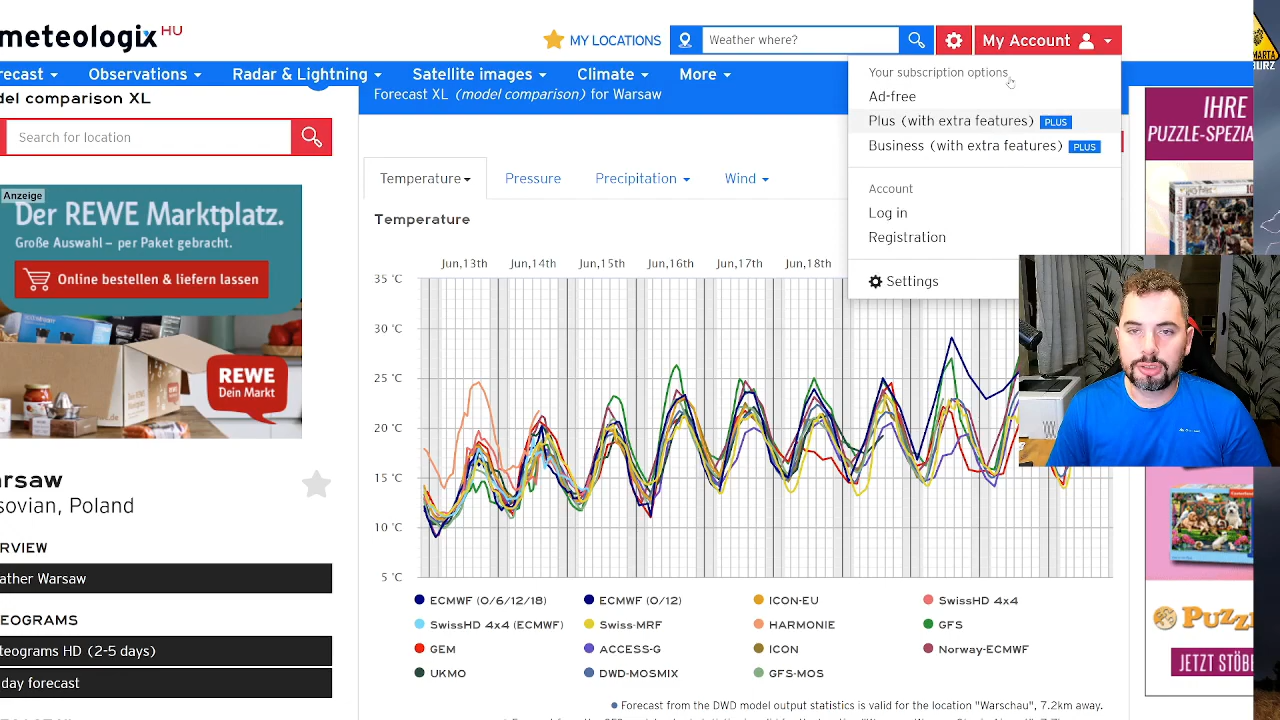 meteologix HU
MY LOCATIONS
Weather where?
My Account
recast
Observations
Radar & Lightning
Satellite images
Climate
More
Your subscription options
Ad-free
Plus (with extra features) PLUS
Business (with extra features) PLUS
Account
Log in
Registration
Settings
del comparison XL
Search for location
Anzeige
Der REWE Marktplatz.
Große Auswahl – per Paket gebracht.
Online bestellen & liefern lassen
REWE
Dein Markt
arsaw
sovian, Poland
RVIEW
ather Warsaw
EOGRAMS
teograms HD (2-5 days)
day forecast
Forecast XL (model comparison) for Warsaw
Temperature
Pressure
Precipitation
Wind
Temperature
Jun,13th
Jun,14th
Jun,15th
Jun,16th
Jun,17th
Jun,18th
35 °C
30 °C
25 °C
20 °C
15 °C
10 °C
5 °C
ECMWF (0/6/12/18)
ECMWF (0/12)
ICON-EU
SwissHD 4x4
SwissHD 4x4 (ECMWF)
Swiss-MRF
HARMONIE
GFS
GEM
ACCESS-G
ICON
Norway-ECMWF
UKMO
DWD-MOSMIX
GFS-MOS
Forecast from the DWD model output statistics is valid for the location "Warschau", 7.2km away.
IHRE
PUZZLE-SPEZIA
PUZZ
JETZT STÖBE
MARTA
BURZ